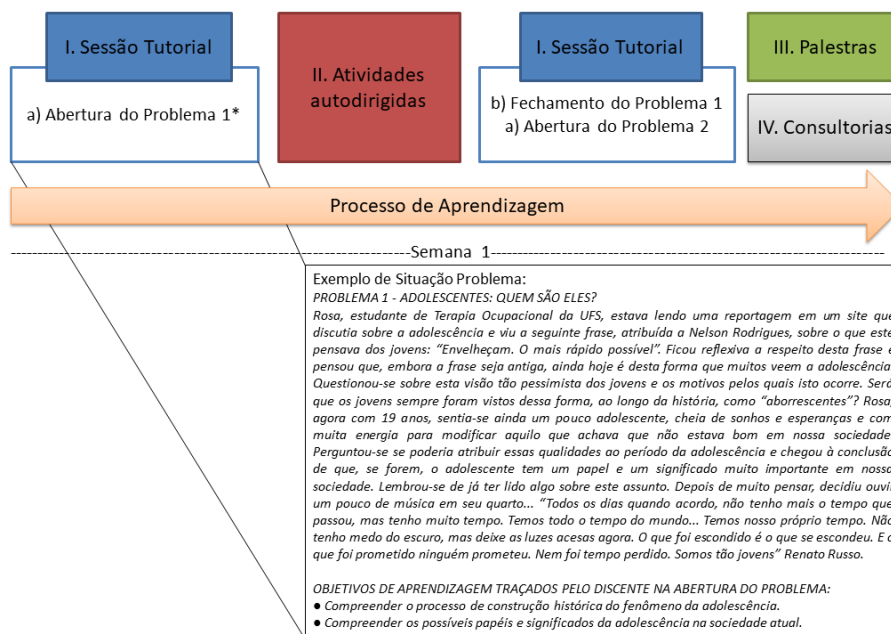 I. Sessão Tutorial
a) Abertura do Problema 1*
II. Atividades
autodirigidas
I. Sessão Tutorial
b) Fechamento do Problema 1
a) Abertura do Problema 2
III. Palestras
IV. Consultorias
Processo de Aprendizagem
Semana 1
Exemplo de Situação Problema:
PROBLEMA 1 - ADOLESCENTES: QUEM SÃO ELES?
Rosa, estudante de Terapia Ocupacional da UFS, estava lendo uma reportagem em um site que
discutia sobre a adolescência e viu a seguinte frase, atribuída a Nelson Rodrigues, sobre o que este
pensava dos jovens: “Envelheçam. O mais rápido possível”. Ficou reflexiva a respeito desta frase e
pensou que, embora a frase seja antiga, ainda hoje é desta forma que muitos veem a adolescência.
Questionou-se sobre esta visão tão pessimista dos jovens e os motivos pelos quais isto ocorre. Será
que os jovens sempre foram vistos dessa forma, ao longo da história, como “aborrescentes”? Rosa,
agora com 19 anos, sentia-se ainda um pouco adolescente, cheia de sonhos e esperanças e com
muita energia para modificar aquilo que achava que não estava bom em nossa sociedade.
Perguntou-se se poderia atribuir essas qualidades ao período da adolescência e chegou à conclusão
de que, se forem, o adolescente tem um papel e um significado muito importante em nossa
sociedade. Lembrou-se de já ter lido algo sobre este assunto. Depois de muito pensar, decidiu ouvir
um pouco de música em seu quarto... “Todos os dias quando acordo, não tenho mais o tempo que
passou, mas tenho muito tempo. Temos todo o tempo do mundo... Temos nosso próprio tempo. Não
tenho medo do escuro, mas deixe as luzes acesas agora. O que foi escondido é o que se escondeu. E o
que foi prometido ninguém prometeu. Nem foi tempo perdido. Somos tão jovens” Renato Russo.
OBJETIVOS DE APRENDIZAGEM TRAÇADOS PELO DISCENTE NA ABERTURA DO PROBLEMA:
● Compreender o processo de construção histórica do fenômeno da adolescência.
● Compreender os possíveis papéis e significados da adolescência na sociedade atual.